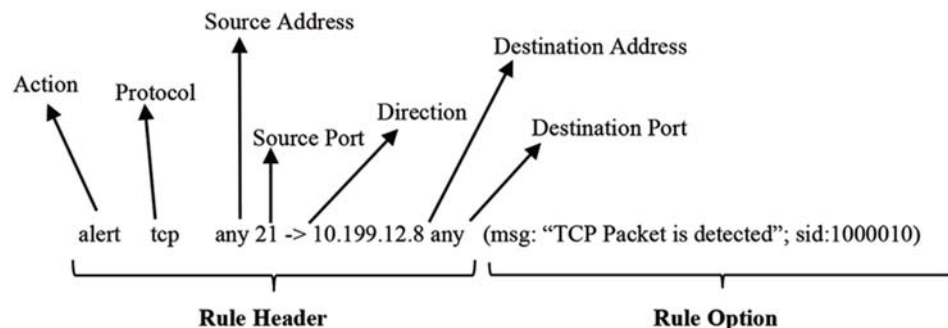 Source Address
Destination Address
Action
Protocol
Direction
Source Port
Destination Port
alert tcp any 21 -> 10.199.12.8 any (msg: “TCP Packet is detected”; sid:1000010)
Rule Header
Rule Option